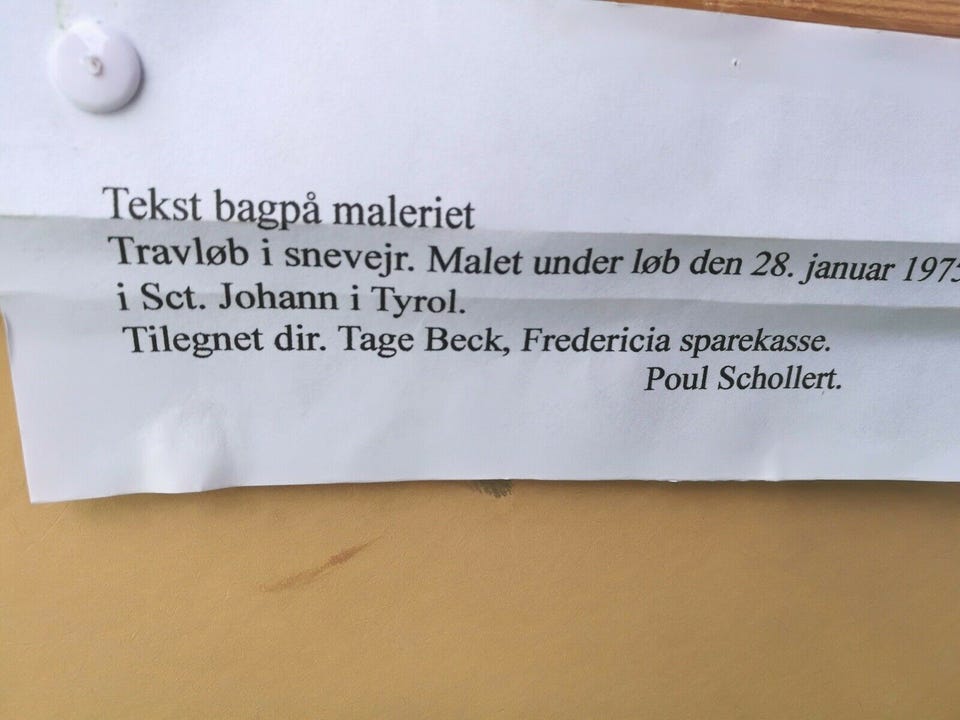 Tekst bagpå maleriet
Travløb i snevejr. Malet under løb den 28. januar 1975
i Sct. Johann i Tyrol.
Tilegnet dir. Tage Beck, Fredericia sparekasse.
Poul Schollert.